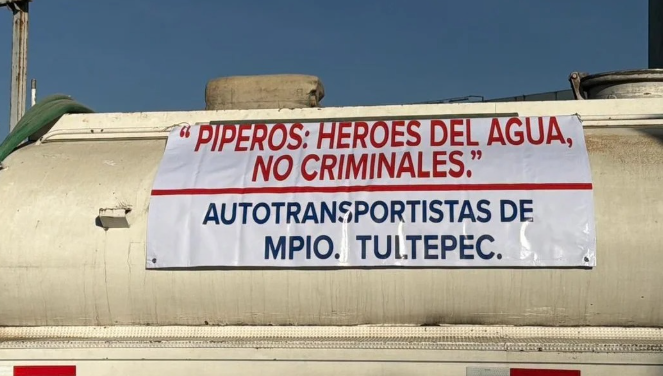 “ PIPEROS: HEROES DEL AGUA,
NO CRIMINALES.”
AUTOTRANSPORTISTAS DE
MPIO. TULTEPEC.